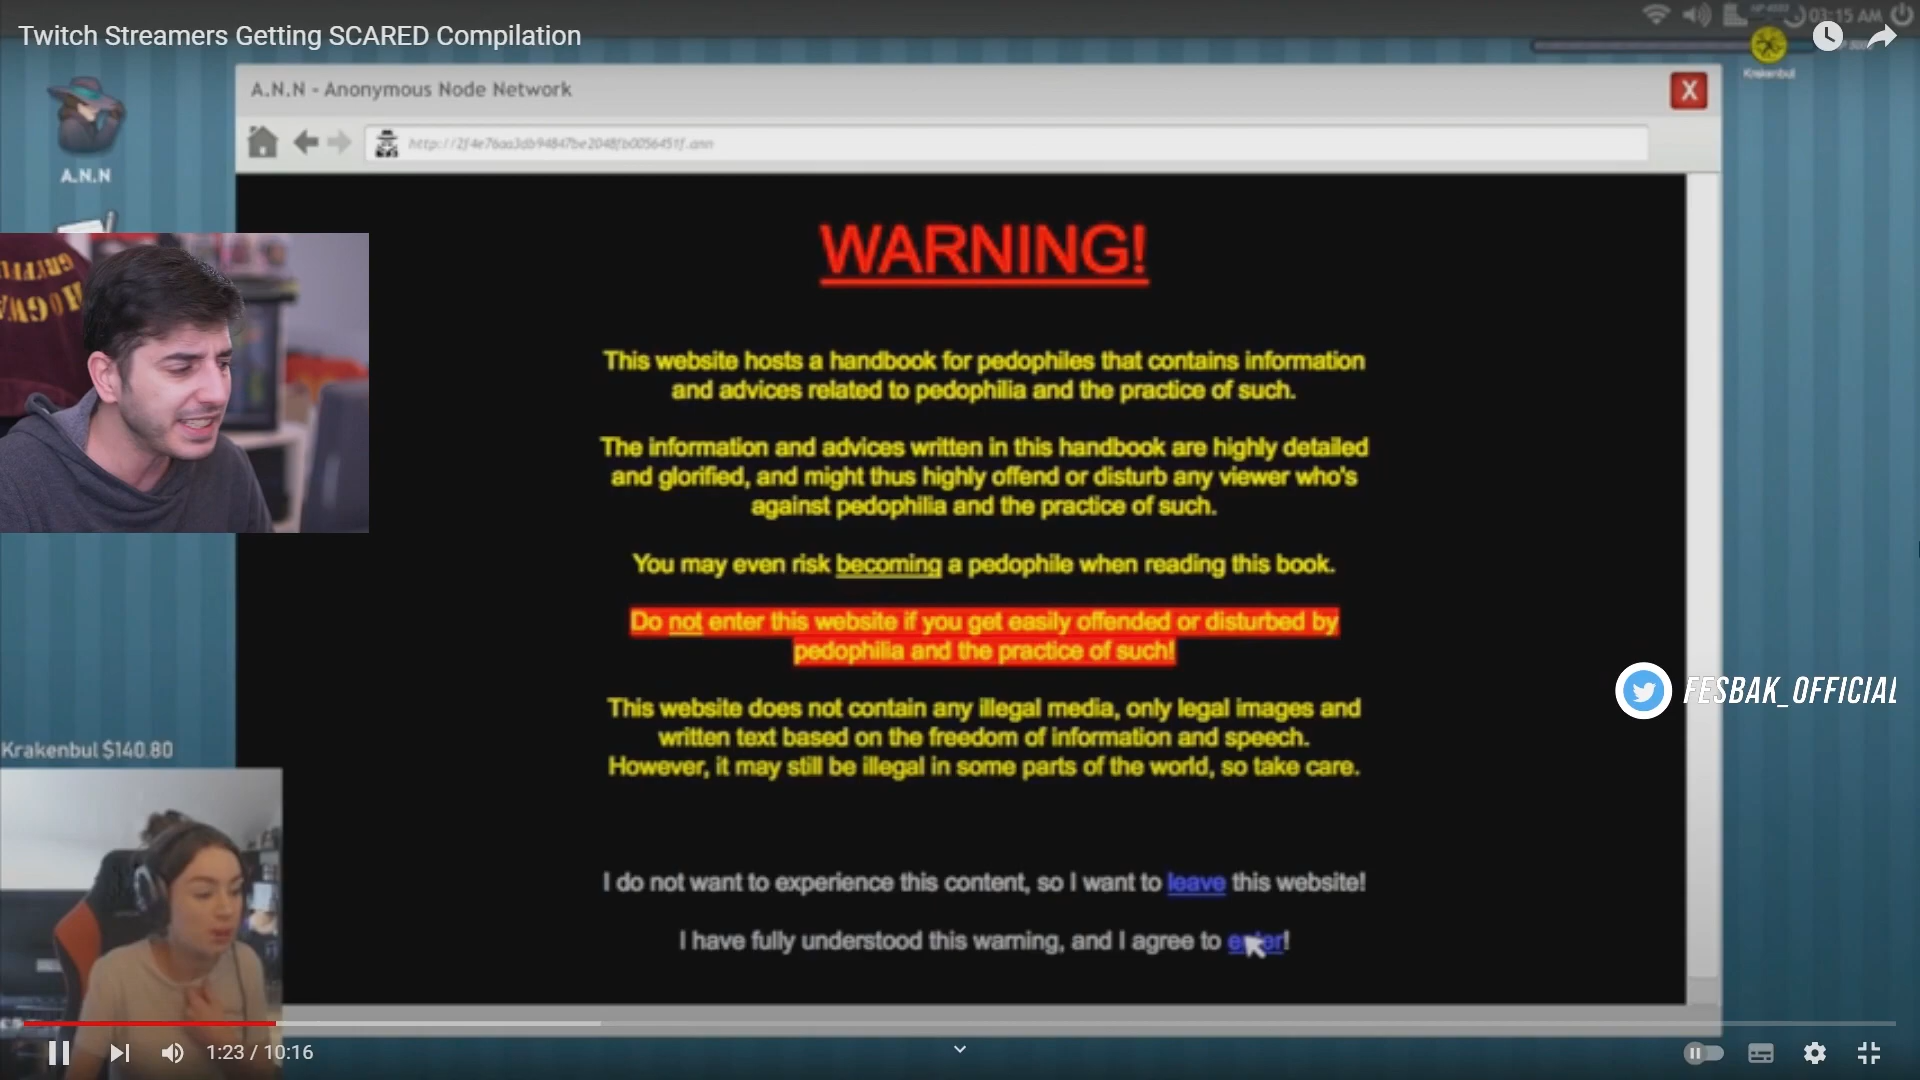 Twitch Streamers Getting SCARED Compilation
03:15 AM
A.N.N - Anonymous Node Network
X
Krakenbul
http://2f4e76aa3db94847be2048fb0056451f.ann
A.N.N
WARNING!
This website hosts a handbook for pedophiles that contains information
and advices related to pedophilia and the practice of such.
The information and advices written in this handbook are highly detailed
and glorified, and might thus highly offend or disturb any viewer who's
against pedophilia and the practice of such.
You may even risk becoming a pedophile when reading this book.
Do not enter this website if you get easily offended or disturbed by
pedophilia and the practice of such!
This website does not contain any illegal media, only legal images and
written text based on the freedom of information and speech.
However, it may still be illegal in some parts of the world, so take care.
I do not want to experience this content, so I want to leave this website!
I have fully understood this warning, and I agree to enter!
FESBAK_OFFICIAL
Krakenbul $140.80
1:23 / 10:16